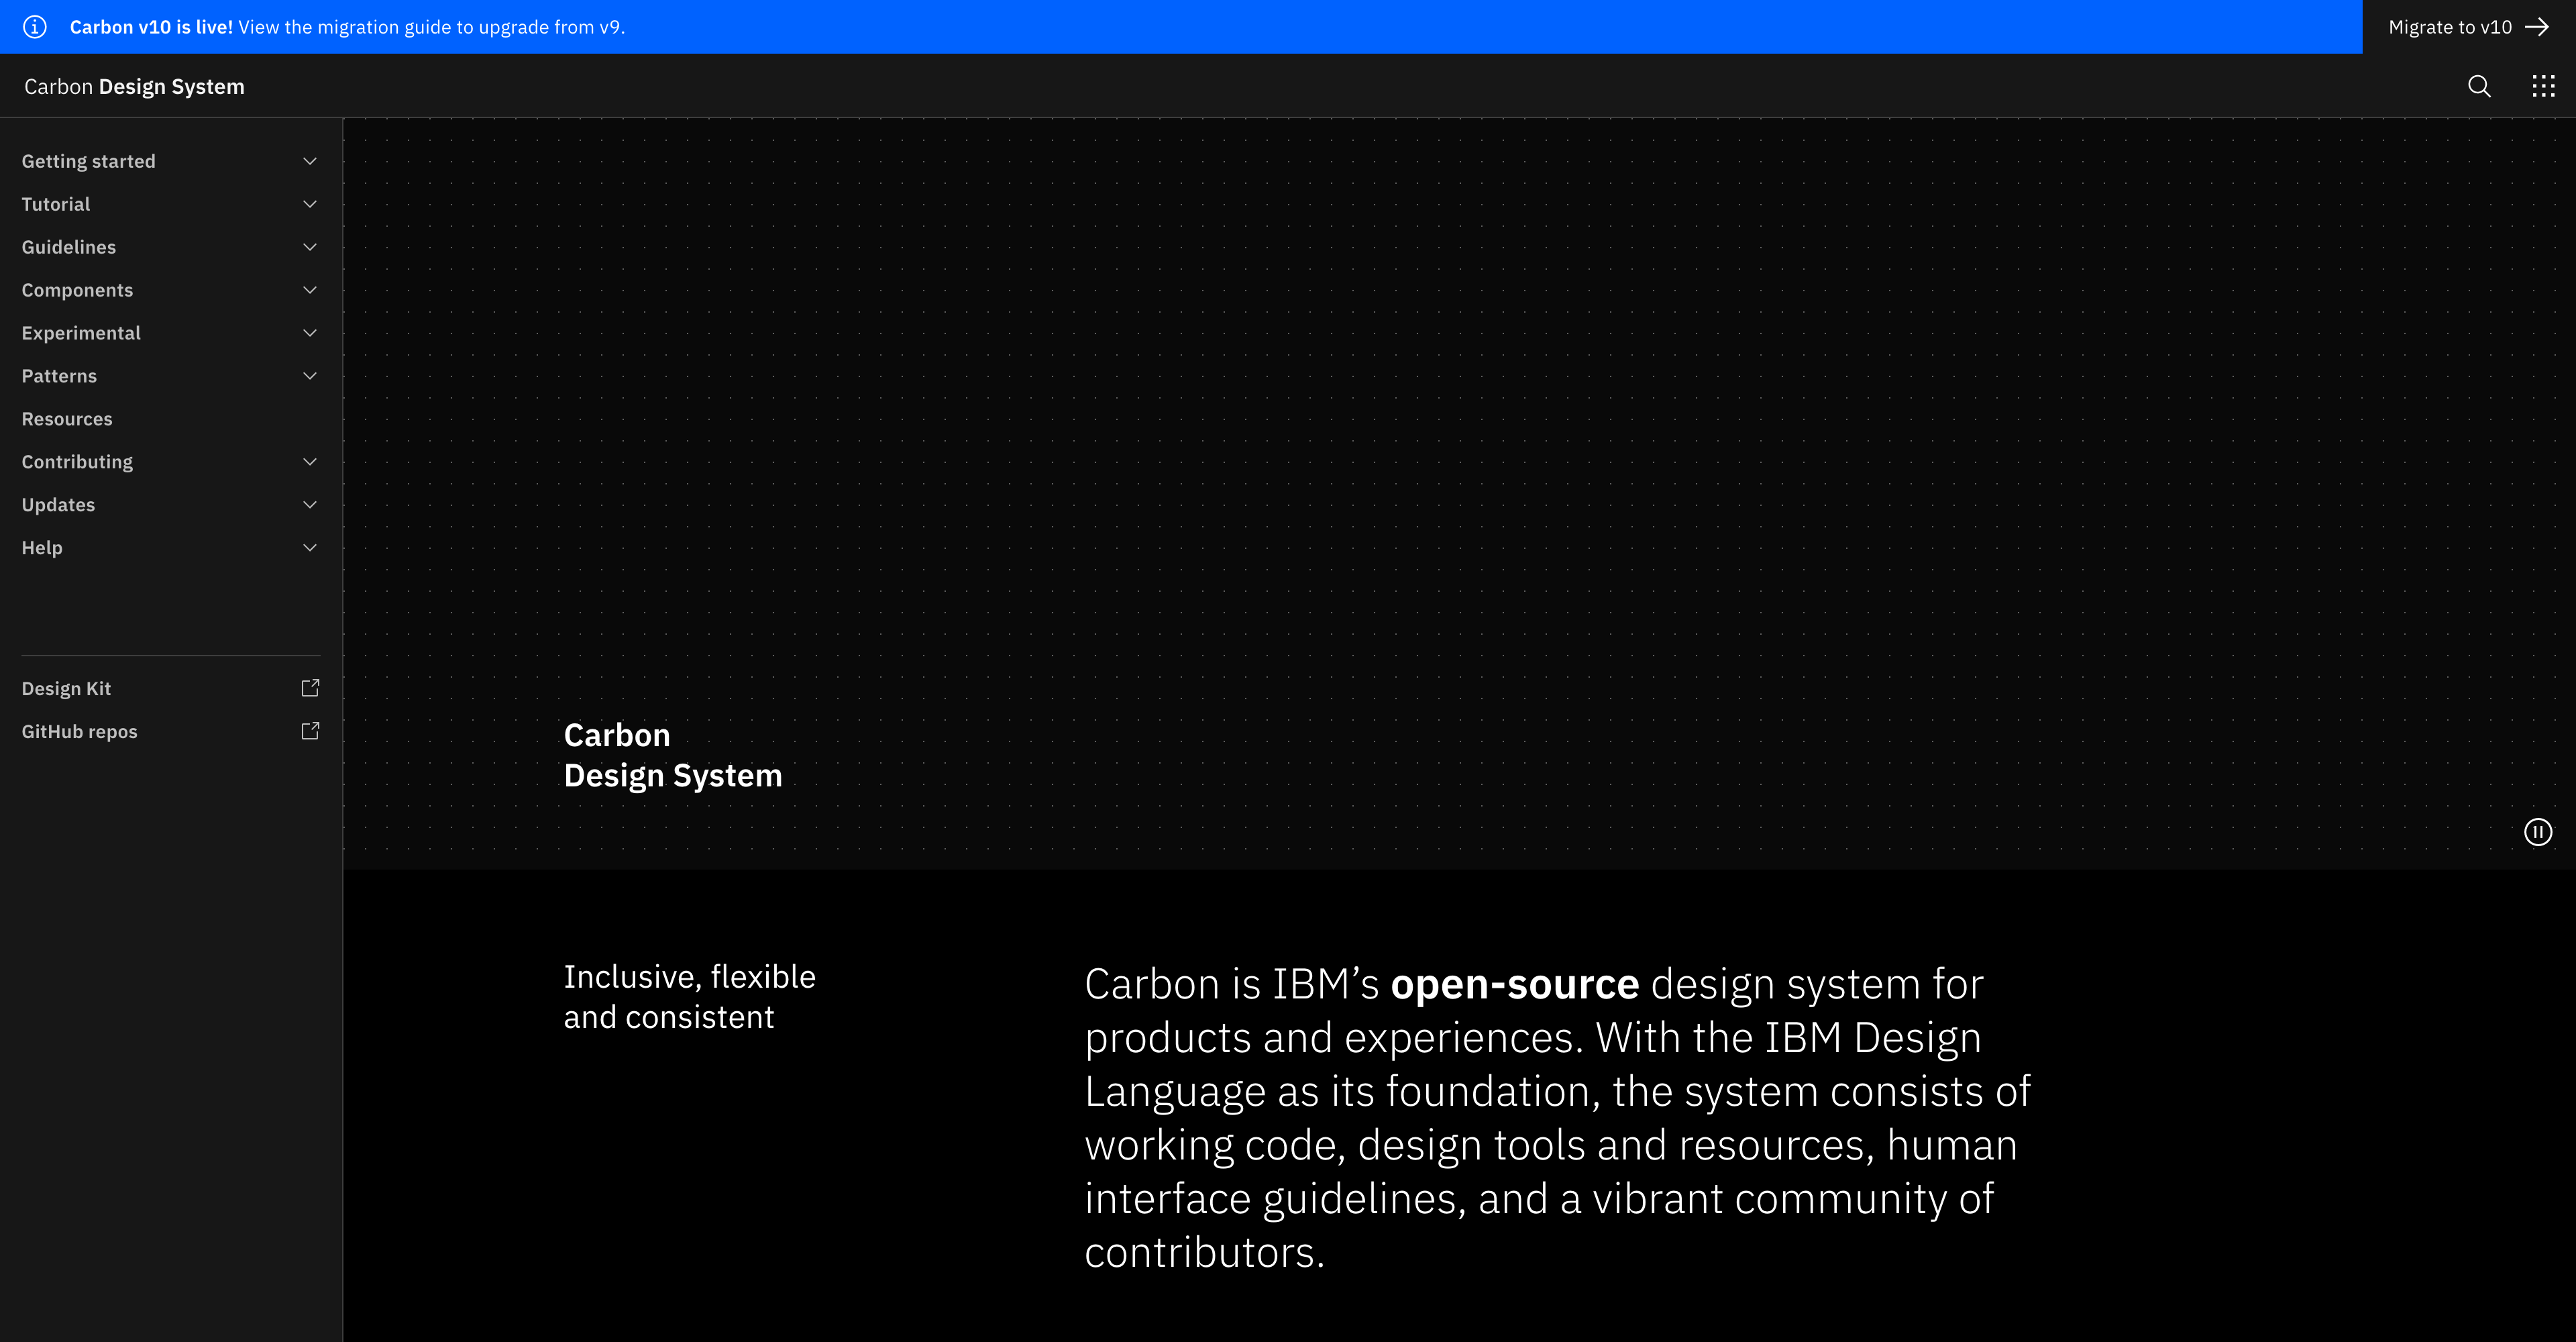 Carbon v10 is live! View the migration guide to upgrade from v9.
Migrate to v10
Carbon Design System
Getting started
Tutorial
Guidelines
Components
Experimental
Patterns
Resources
Contributing
Updates
Help
Design Kit
GitHub repos
Carbon
Design System
Inclusive, flexible
and consistent
Carbon is IBM’s open-source design system for
products and experiences. With the IBM Design
Language as its foundation, the system consists of
working code, design tools and resources, human
interface guidelines, and a vibrant community of
contributors.